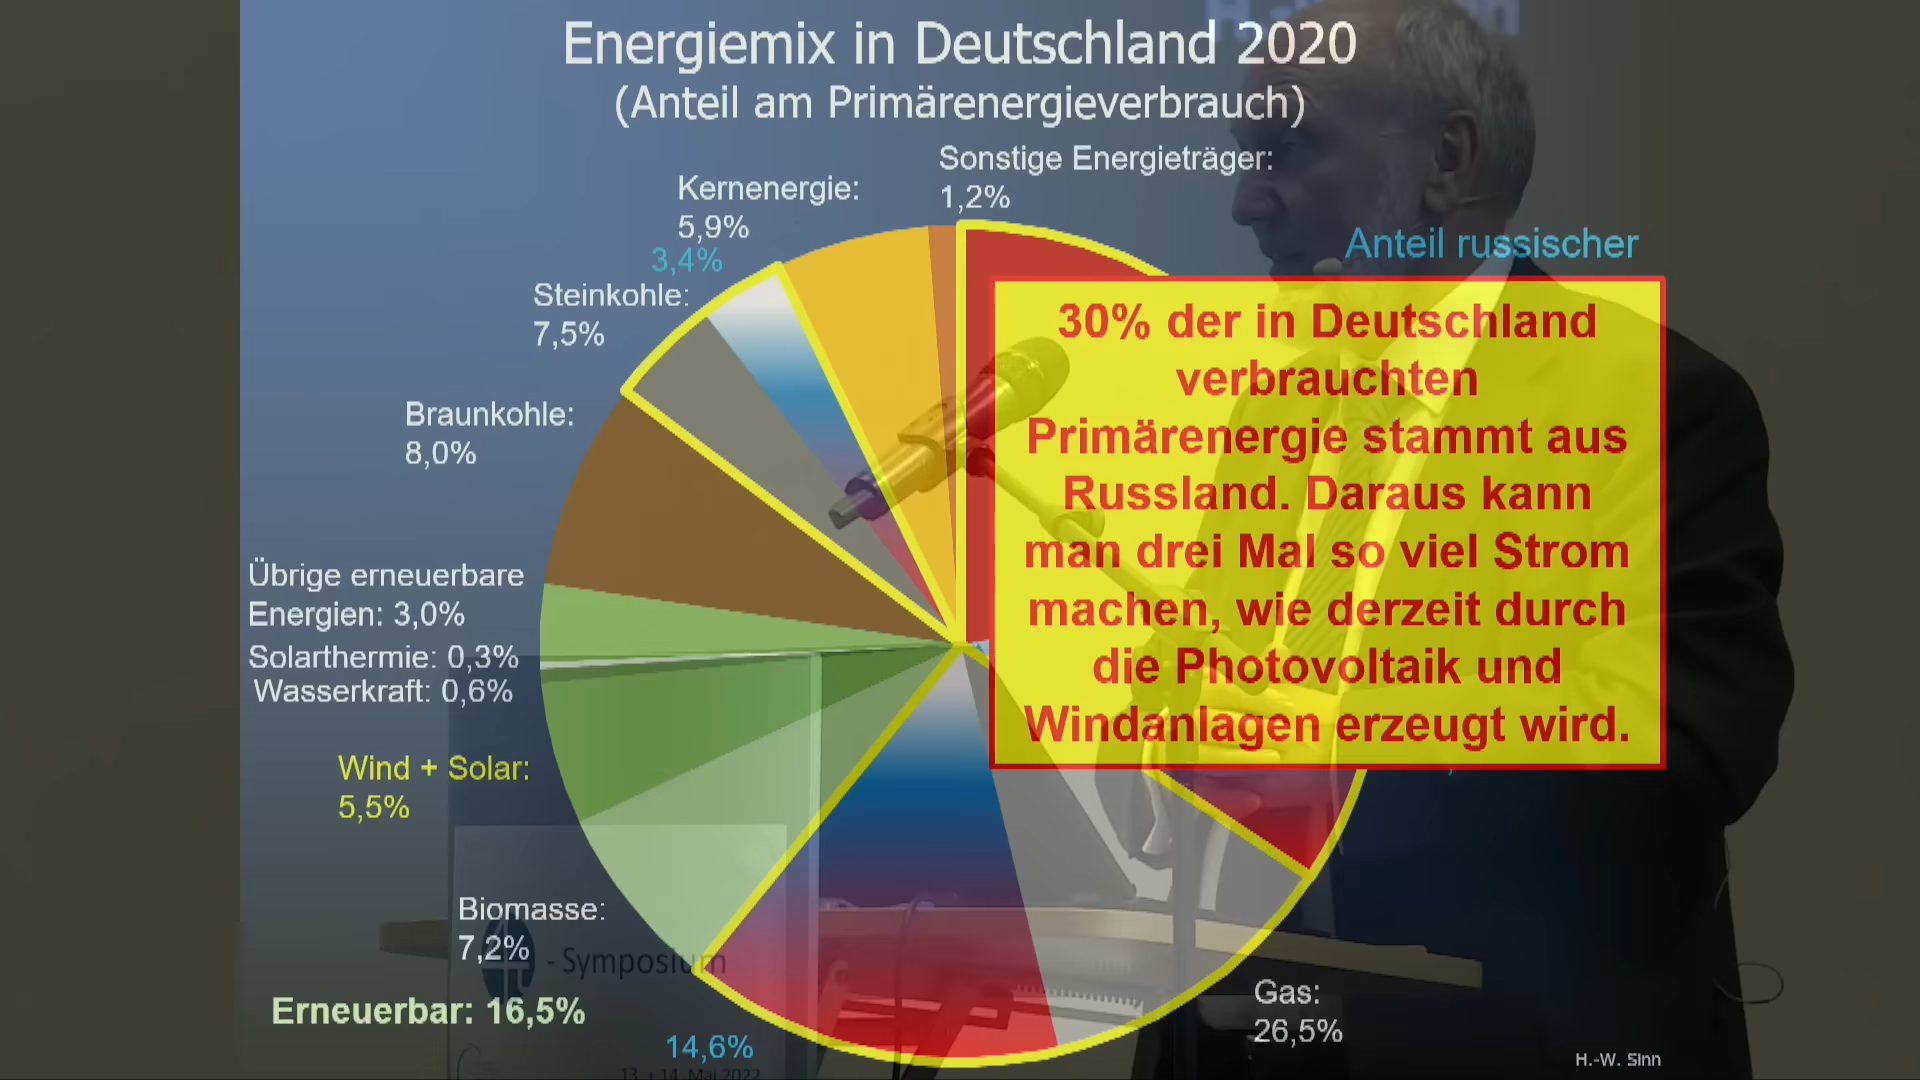 Energiemix in Deutschland 2020
(Anteil am Primärenergieverbrauch)
Sonstige Energieträger:
1,2%
Kernenergie:
5,9%
3,4%
Anteil russischer
Steinkohle:
7,5%
30% der in Deutschland
verbrauchten
Primärenergie stammt aus
Russland. Daraus kann
man drei Mal so viel Strom
machen, wie derzeit durch
die Photovoltaik und
Windanlagen erzeugt wird.
Braunkohle:
8,0%
Übrige erneuerbare
Energien: 3,0%
Solarthermie: 0,3%
Wasserkraft: 0,6%
Wind + Solar:
5,5%
Biomasse:
7,2%
- Symposium
Erneuerbar: 16,5%
14,6%
13. + 14. Mai 2022
Gas:
26,5%
H.-W. Sinn